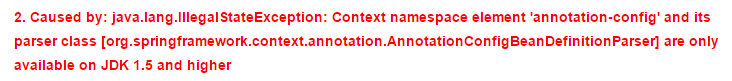 2. Caused by: java.lang.IllegalStateException: Context namespace element 'annotation-config' and its
parser class [org.springframework.context.annotation.AnnotationConfigBeanDefinitionParser] are only
available on JDK 1.5 and higher